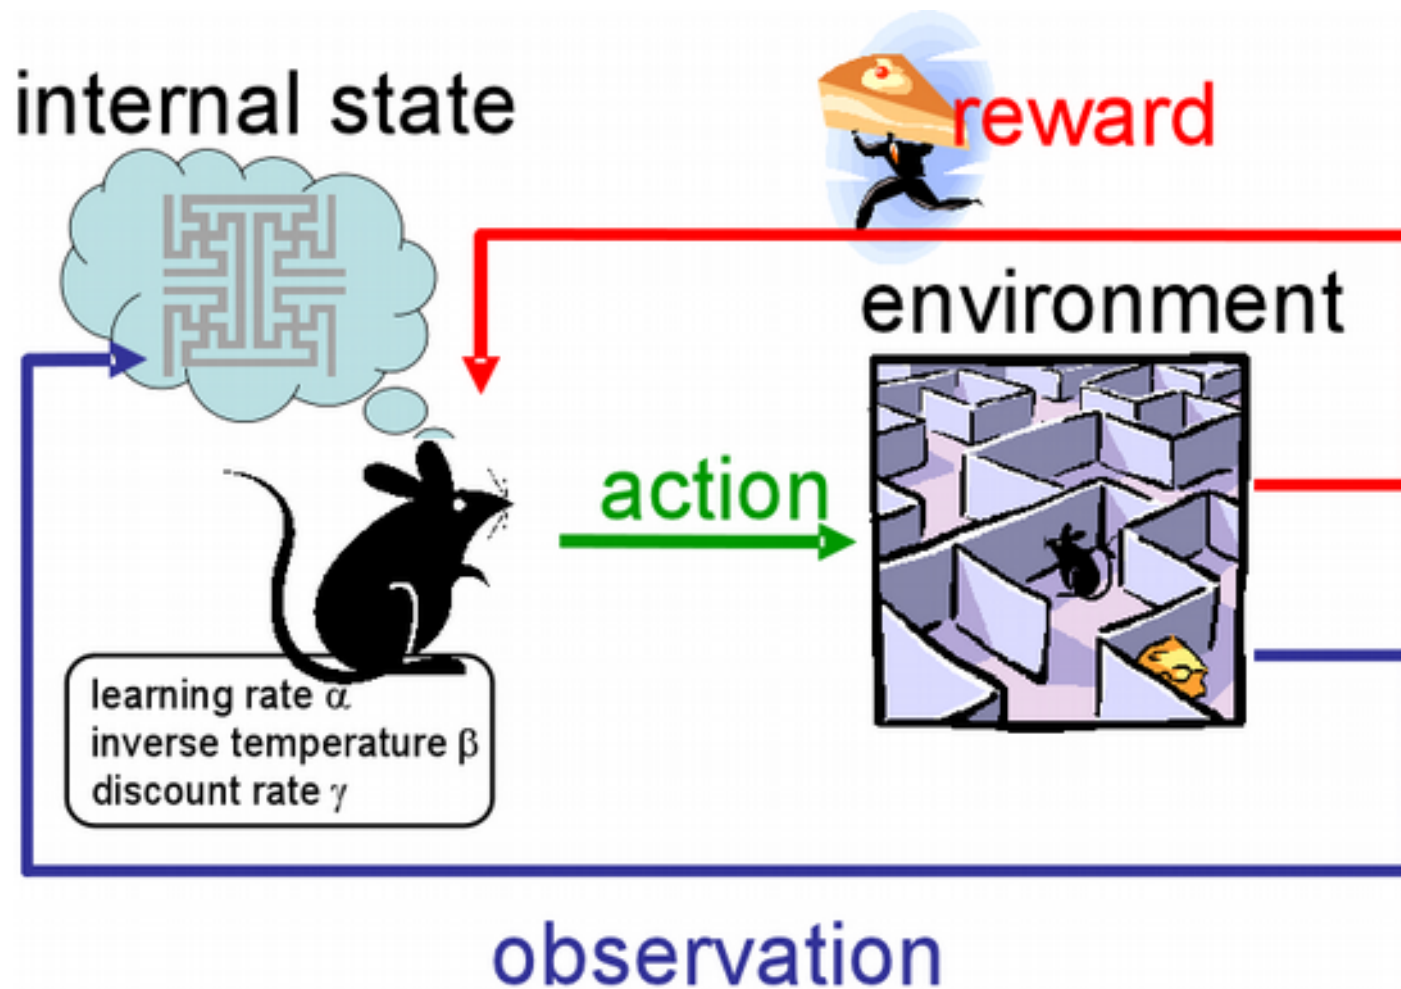 internal state
reward
environment
action
learning rate α
inverse temperature β
discount rate γ
observation